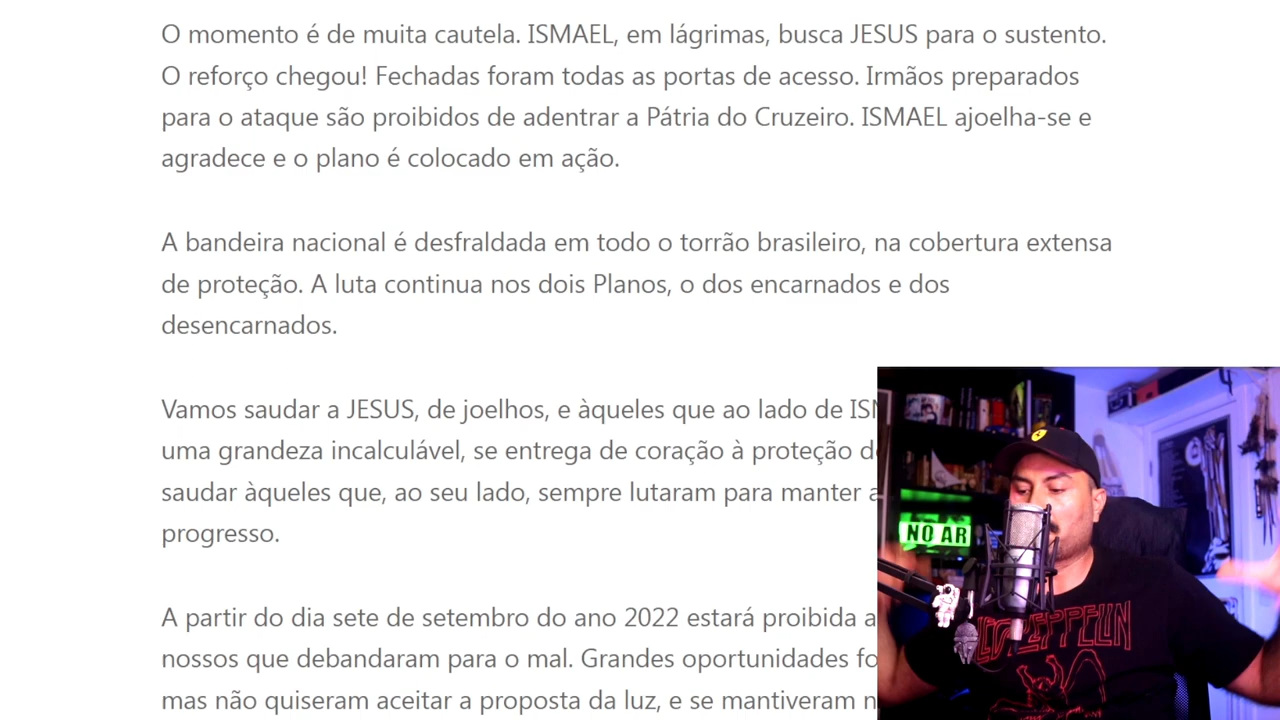 O momento é de muita cautela. ISMAEL, em lágrimas, busca JESUS para o sustento.
O reforço chegou! Fechadas foram todas as portas de acesso. Irmãos preparados
para o ataque são proibidos de adentrar a Pátria do Cruzeiro. ISMAEL ajoelha-se e
agradece e o plano é colocado em ação.
A bandeira nacional é desfraldada em todo o torrão brasileiro, na cobertura extensa
de proteção. A luta continua nos dois Planos, o dos encarnados e dos
desencarnados.
Vamos saudar a JESUS, de joelhos, e àqueles que ao lado de
uma grandeza incalculável, se entrega de coração à proteção
saudar àqueles que, ao seu lado, sempre lutaram para manter
progresso.
A partir do dia sete de setembro do ano 2022 estará proibida a
nossos que debandaram para o mal. Grandes oportunidades
mas não quiseram aceitar a proposta da luz, e se mantiveram
NO AR
LED ZEPPELIN